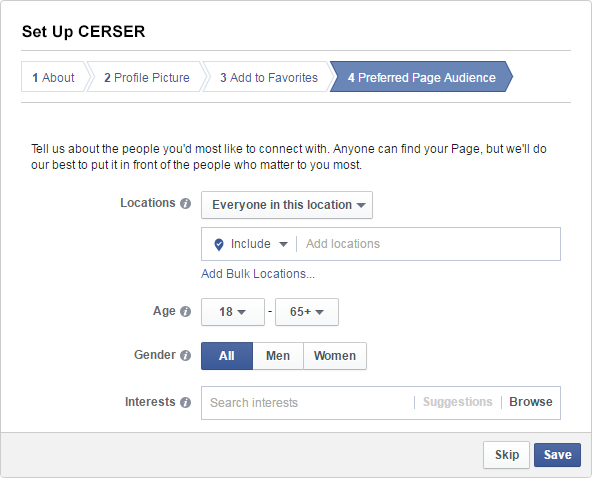 Set Up CERSER
1 About 2 Profile Picture 3 Add to Favorites 4 Preferred Page Audience
Tell us about the people you'd most like to connect with. Anyone can find your Page, but we'll do
our best to put it in front of the people who matter to you most.
Locations i Everyone in this location
Include Add locations
Add Bulk Locations...
Age i 18 - 65+
Gender i All Men Women
Interests i Search interests Suggestions Browse
Skip Save